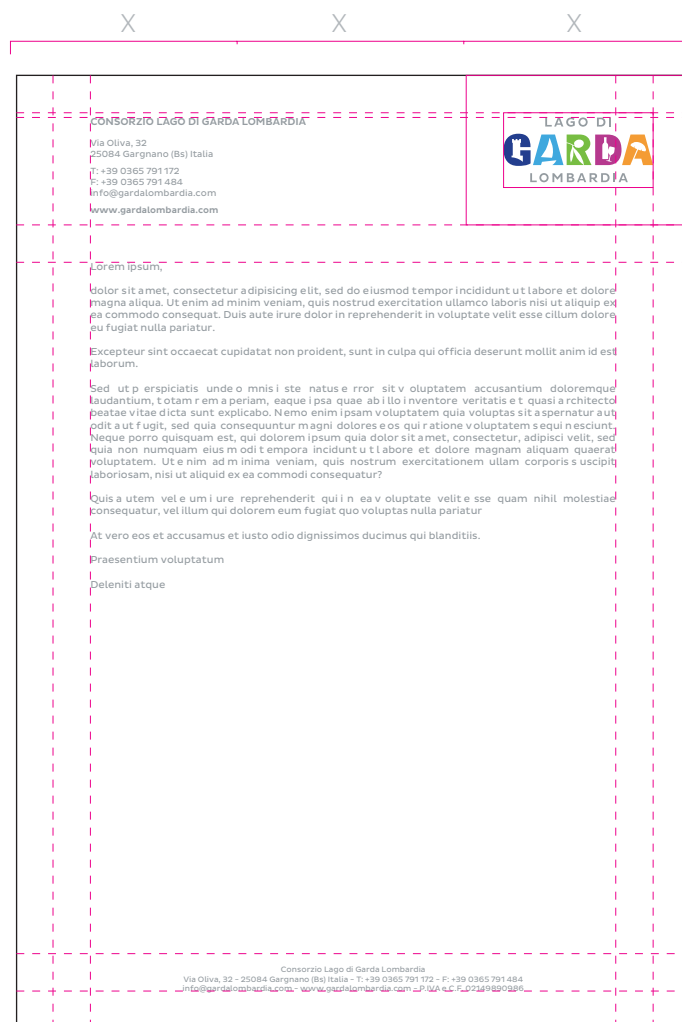 X X X
CONSORZIO LAGO DI GARDA LOMBARDIA
Via Oliva, 32
25084 Gargnano (Bs) Italia
T: +39 0365 791 172
F: +39 0365 791 484
info@gardalombardia.com
www.gardalombardia.com
LAGO DI
GARDA
LOMBARDIA
Lorem ipsum,
dolor sit amet, consectetur adipisicing elit, sed do eiusmod tempor incididunt ut labore et dolore
magna aliqua. Ut enim ad minim veniam, quis nostrud exercitation ullamco laboris nisi ut aliquip ex
ea commodo consequat. Duis aute irure dolor in reprehenderit in voluptate velit esse cillum dolore
eu fugiat nulla pariatur.
Excepteur sint occaecat cupidatat non proident, sunt in culpa qui officia deserunt mollit anim id est
laborum.
Sed ut perspiciatis unde omnis iste natus error sit voluptatem accusantium doloremque
laudantium, totam rem aperiam, eaque ipsa quae ab illo inventore veritatis et quasi architecto
beatae vitae dicta sunt explicabo. Nemo enim ipsam voluptatem quia voluptas sit aspernatur aut
odit aut fugit, sed quia consequuntur magni dolores eos qui ratione voluptatem sequi nesciunt.
Neque porro quisquam est, qui dolorem ipsum quia dolor sit amet, consectetur, adipisci velit, sed
quia non numquam eius modi tempora incidunt ut labore et dolore magnam aliquam quaerat
voluptatem. Ut enim ad minima veniam, quis nostrum exercitationem ullam corporis suscipit
laboriosam, nisi ut aliquid ex ea commodi consequatur?
Quis autem vel eum iure reprehenderit qui in ea voluptate velit esse quam nihil molestiae
consequatur, vel illum qui dolorem eum fugiat quo voluptas nulla pariatur
At vero eos et accusamus et iusto odio dignissimos ducimus qui blanditiis.
Praesentium voluptatum
Deleniti atque
Consorzio Lago di Garda Lombardia
Via Oliva, 32 – 25084 Gargnano (Bs) Italia – T: +39 0365 791 172 – F: +39 0365 791 484
info@gardalombardia.com – www.gardalombardia.com – P.IVA e C.F. 02149890986